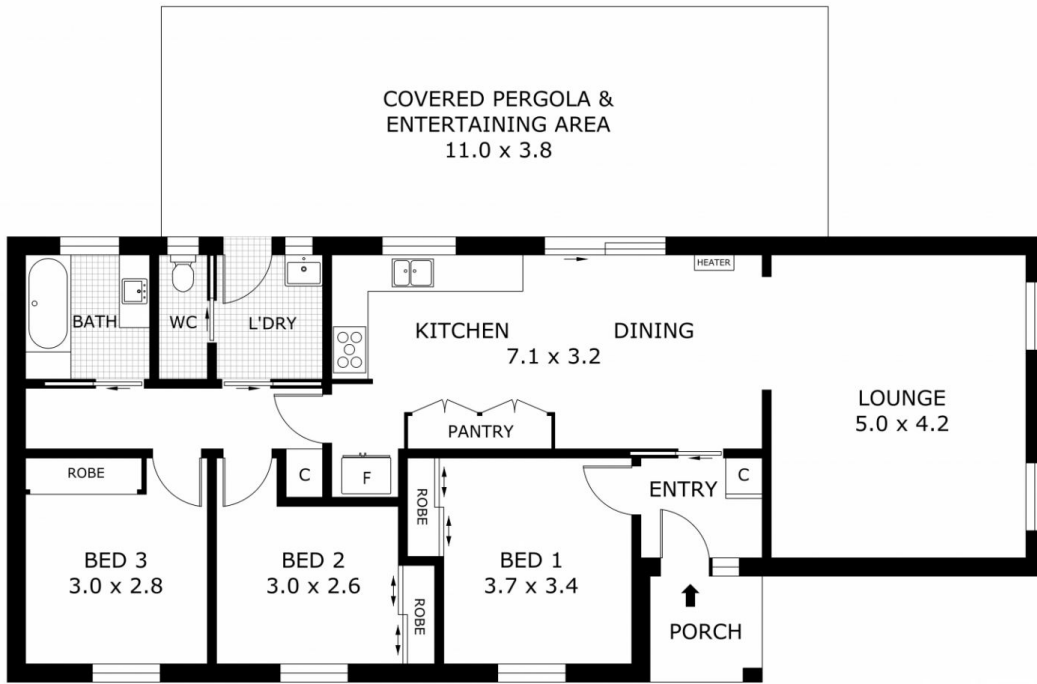 COVERED PERGOLA &
ENTERTAINING AREA
11.0 x 3.8
HEATER
BATH
WC
L'DRY
KITCHEN
DINING
7.1 x 3.2
LOUNGE
5.0 x 4.2
PANTRY
ROBE
C
F
ROBE
ENTRY
C
BED 3
3.0 x 2.8
BED 2
3.0 x 2.6
ROBE
BED 1
3.7 x 3.4
PORCH